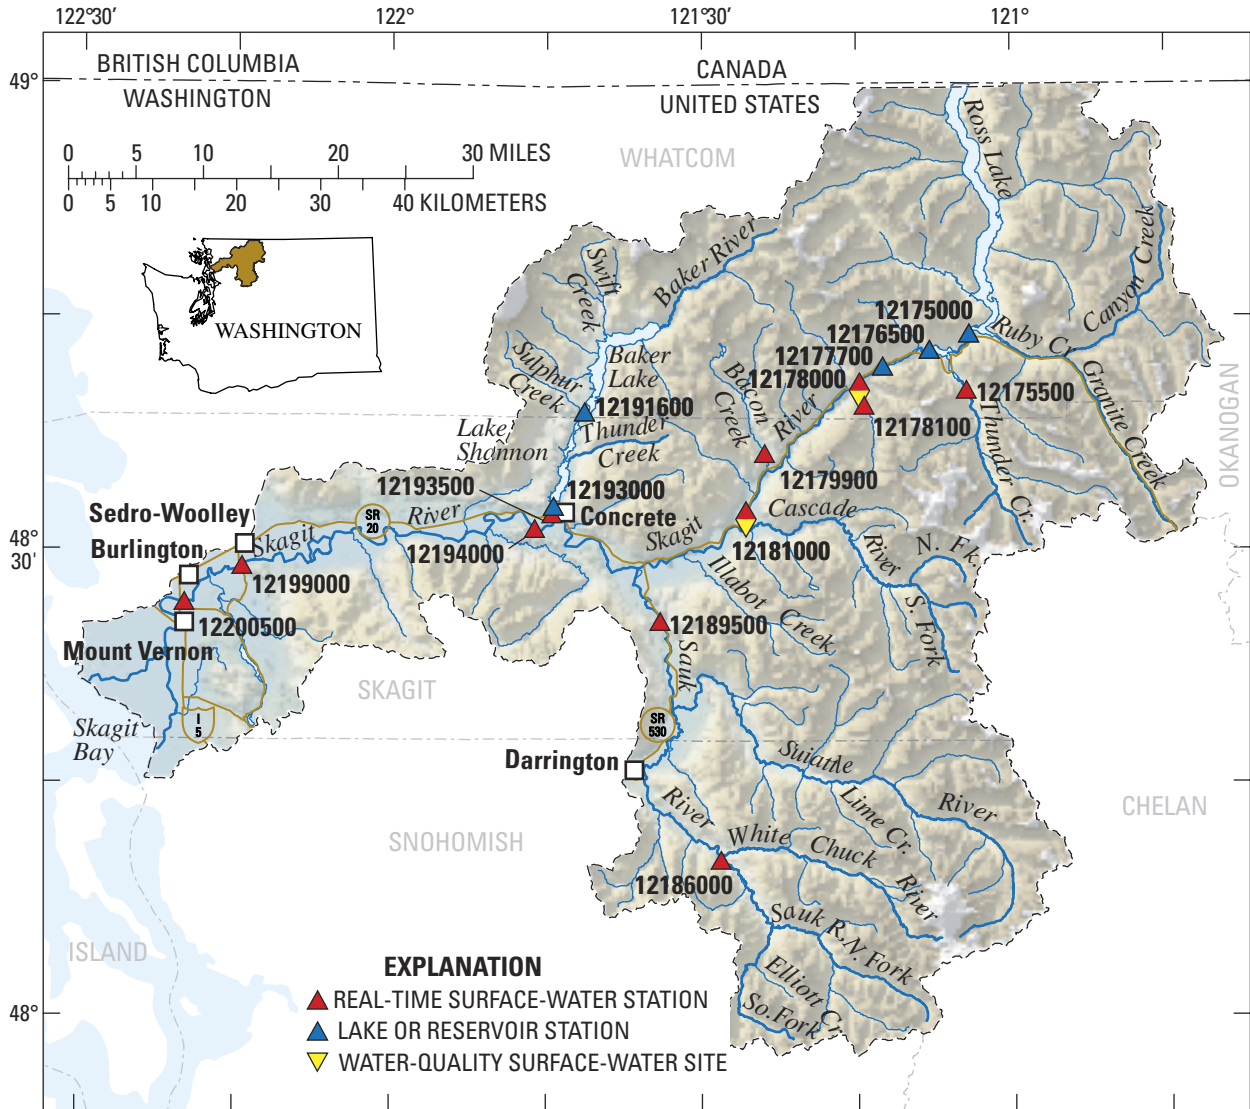 122°30'
122°
121°30'
121°
49°
BRITISH COLUMBIA
CANADA
WASHINGTON
UNITED STATES
0 5 10 20 30 MILES
0 5 10 20 30 40 KILOMETERS
WHATCOM
Ross Lake
Canyon Creek
Swift
Creek
Baker River
WASHINGTON
12175000
12176500
Ruby Cr.
12177700
12178000
Baker
Lake
Sulphur
Creek
Bacon
Creek
River
12175500
Granite Creek
OKANOGAN
12191600
12178100
Thunder Cr.
Lake
Shannon
Thunder
Creek
12179900
12193500
12193000
Concrete
Cascade
River
Sedro-Woolley
SR
20
River
Skagit
Skagit
12194000
12181000
N. Fk.
48°
30'
Burlington
12199000
Illabot
Creek
S. Fork
12200500
12189500
Mount Vernon
Sauk
SKAGIT
I
5
Skagit
Bay
SR
530
Darrington
Suiattle
River
Lime Cr.
CHELAN
River
SNOHOMISH
White
Chuck
River
12186000
Sauk R.
N. Fork
ISLAND
Elliott Cr.
So. Fork
48°
EXPLANATION
REAL-TIME SURFACE-WATER STATION
LAKE OR RESERVOIR STATION
WATER-QUALITY SURFACE-WATER SITE